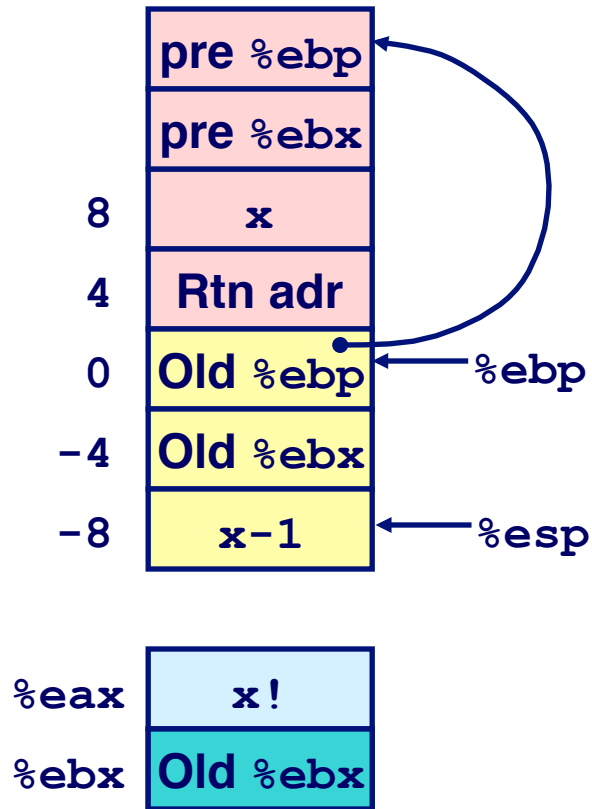 pre %ebp
pre %ebx
8 x
4 Rtn adr
0 Old %ebp %ebp
-4 Old %ebx
-8 x-1 %esp
%eax x!
%ebx Old %ebx